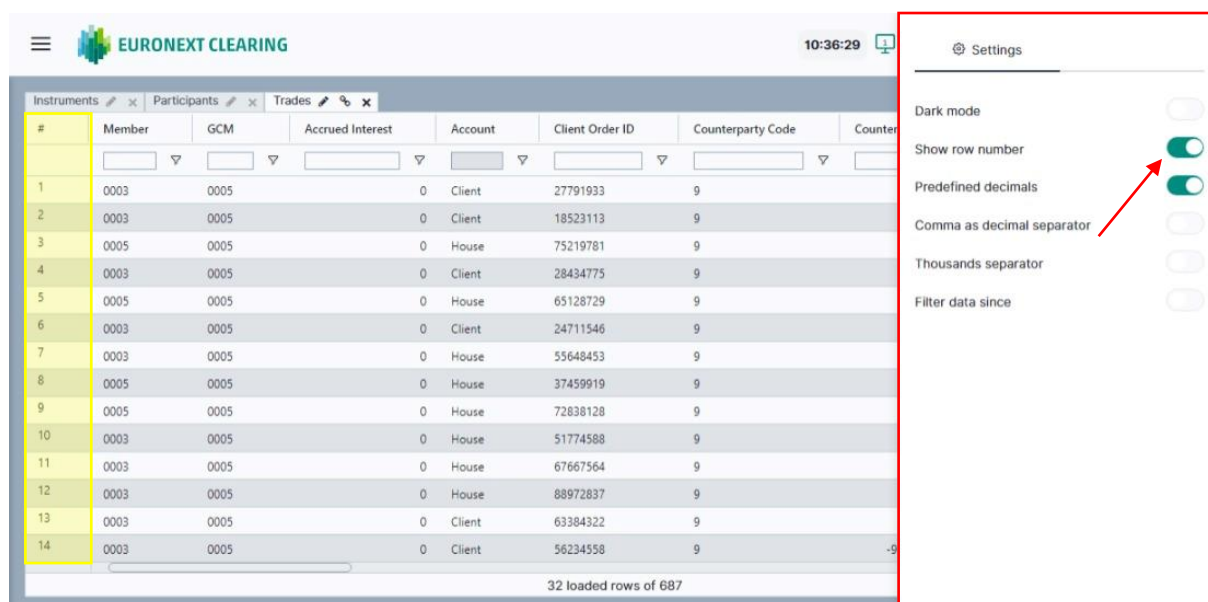 EURONEXT CLEARING
10:36:29
1
Settings
Instruments Participants Trades
# Member GCM Accrued Interest Account Client Order ID Counterparty Code Counter
1 0003 0005 0 Client 27791933 9
2 0003 0005 0 Client 18523113 9
3 0005 0005 0 House 75219781 9
4 0003 0005 0 Client 28434775 9
5 0005 0005 0 House 65128729 9
6 0003 0005 0 Client 24711546 9
7 0003 0005 0 House 55648453 9
8 0005 0005 0 House 37459919 9
9 0005 0005 0 House 72838128 9
10 0003 0005 0 House 51774588 9
11 0003 0005 0 House 67667564 9
12 0003 0005 0 House 88972837 9
13 0003 0005 0 Client 63384322 9
14 0003 0005 0 Client 56234558 9 -9
32 loaded rows of 687
Dark mode
Show row number
Predefined decimals
Comma as decimal separator
Thousands separator
Filter data since